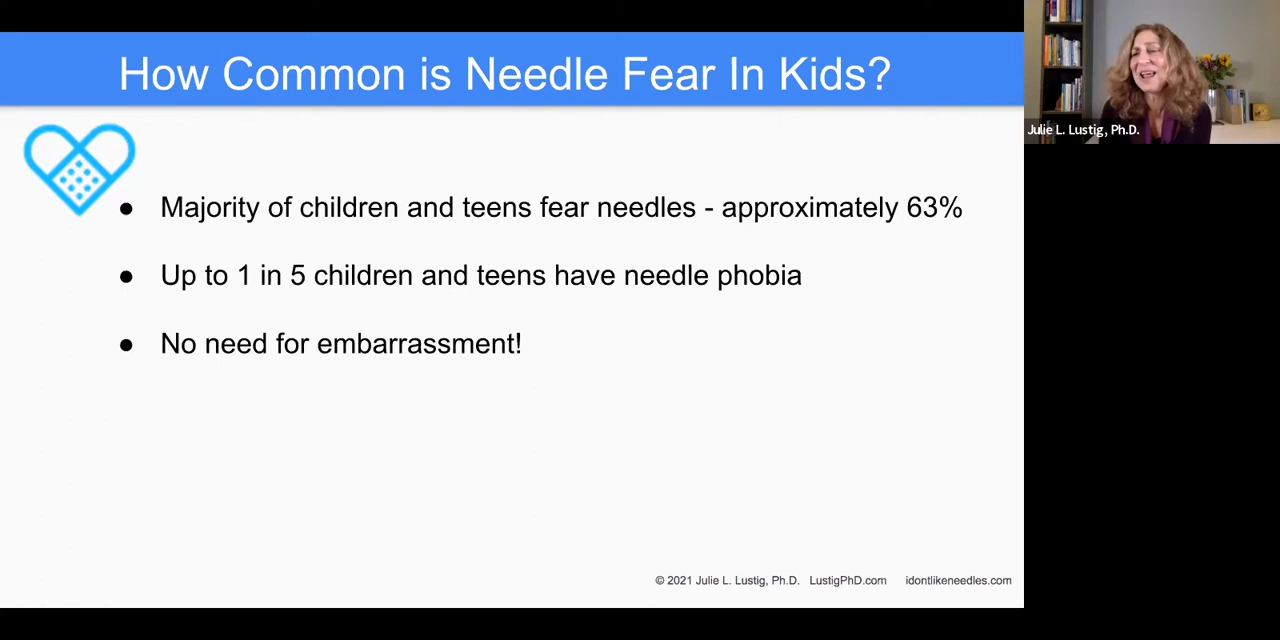 How Common is Needle Fear In Kids?
Julie L. Lustig, Ph.D.
● Majority of children and teens fear needles - approximately 63%
● Up to 1 in 5 children and teens have needle phobia
● No need for embarrassment!
© 2021 Julie L. Lustig, Ph.D. LustigPhD.com idontlikeneedles.com